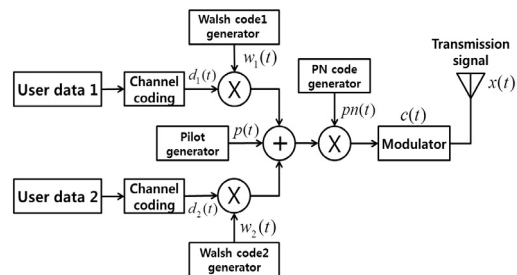 Walsh code1
generator
Transmission
signal
w₁(t)
PN code
generator
x(t)
User data 1
Channel
coding
d₁(t)
X
pn(t)
c(t)
Pilot
generator
p(t)
+
X
Modulator
User data 2
Channel
coding
d₂(t)
X
w₂(t)
Walsh code2
generator